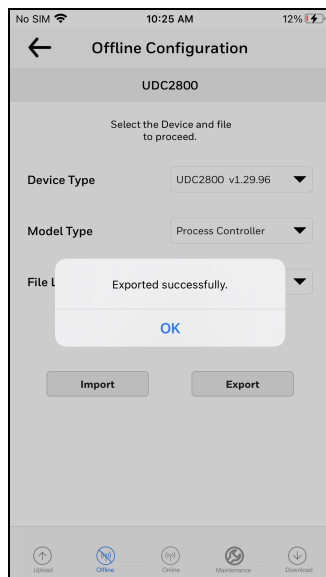 No SIM 10:25 AM 12%
Offline Configuration
UDC2800
Select the Device and file
to proceed.
Device Type UDC2800 v1.29.96
Model Type Process Controller
File L
Exported successfully.
OK
Import Export
Upload Offline Online Maintenance Download